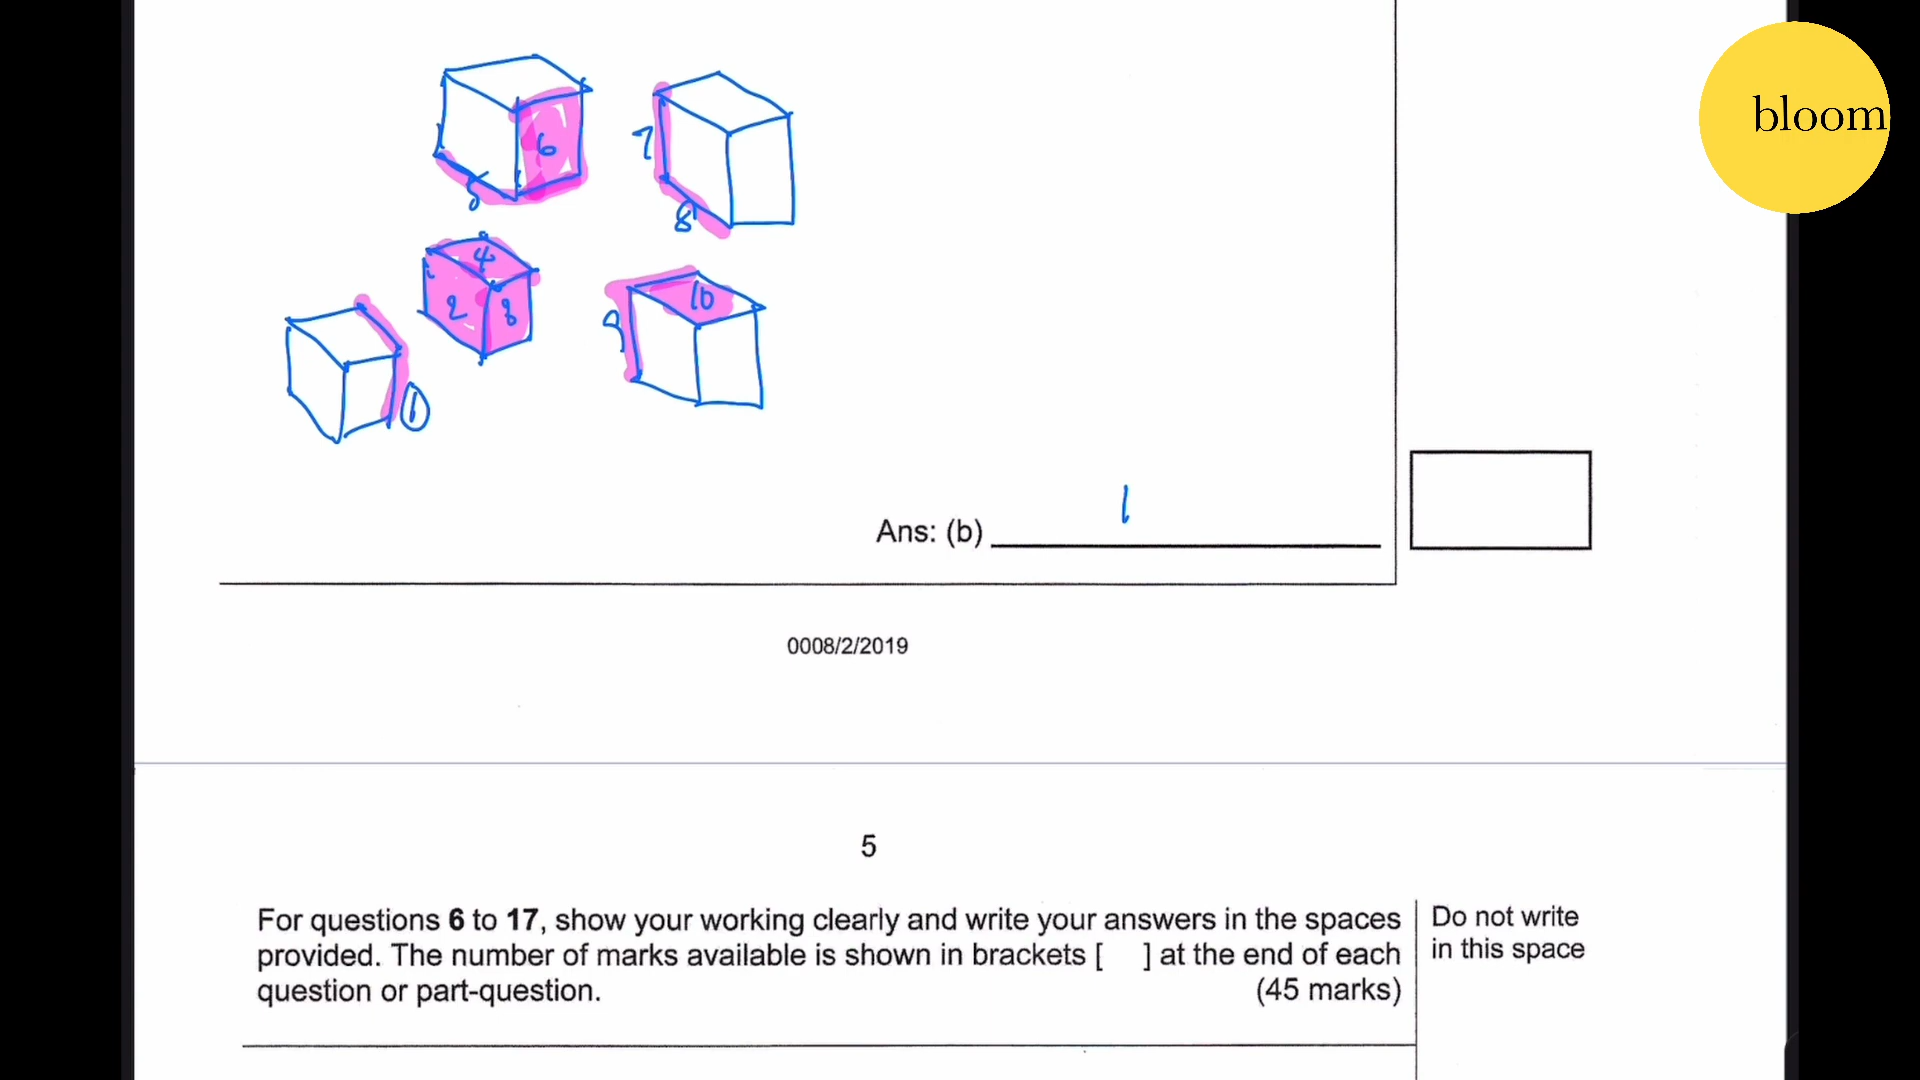 bloom
6
5
7
8
4
2 3
10
9
1
Ans: (b) 1
0008/2/2019
5
For questions 6 to 17, show your working clearly and write your answers in the spaces
provided. The number of marks available is shown in brackets [ ] at the end of each
question or part-question. (45 marks)
Do not write
in this space